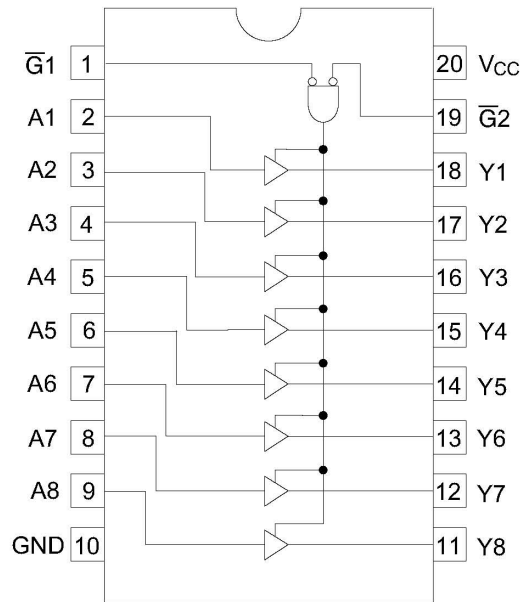 G̅1 1 20 VCC
A1 2 19 G̅2
A2 3 18 Y1
A3 4 17 Y2
A4 5 16 Y3
A5 6 15 Y4
A6 7 14 Y5
A7 8 13 Y6
A8 9 12 Y7
GND 10 11 Y8